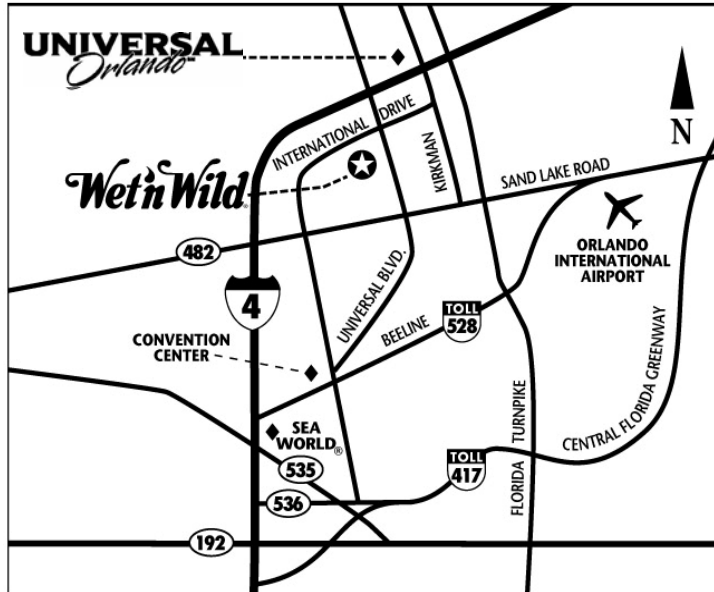 UNIVERSAL
Orlando℠
INTERNATIONAL DRIVE
KIRKMAN
N
Wet'n Wild®
SAND LAKE ROAD
482
ORLANDO
INTERNATIONAL
AIRPORT
UNIVERSAL BLVD.
4
TOLL
528
BEELINE
CONVENTION
CENTER
CENTRAL FLORIDA GREENWAY
FLORIDA TURNPIKE
SEA
WORLD®
535
TOLL
417
536
192